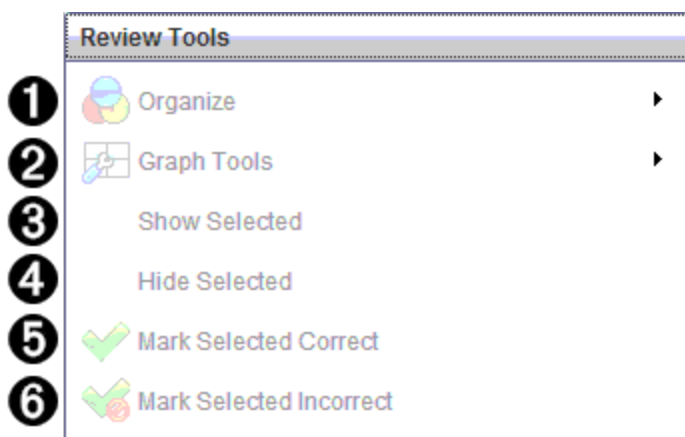 Review Tools
1 Organize
2 Graph Tools
3 Show Selected
4 Hide Selected
5 Mark Selected Correct
6 Mark Selected Incorrect